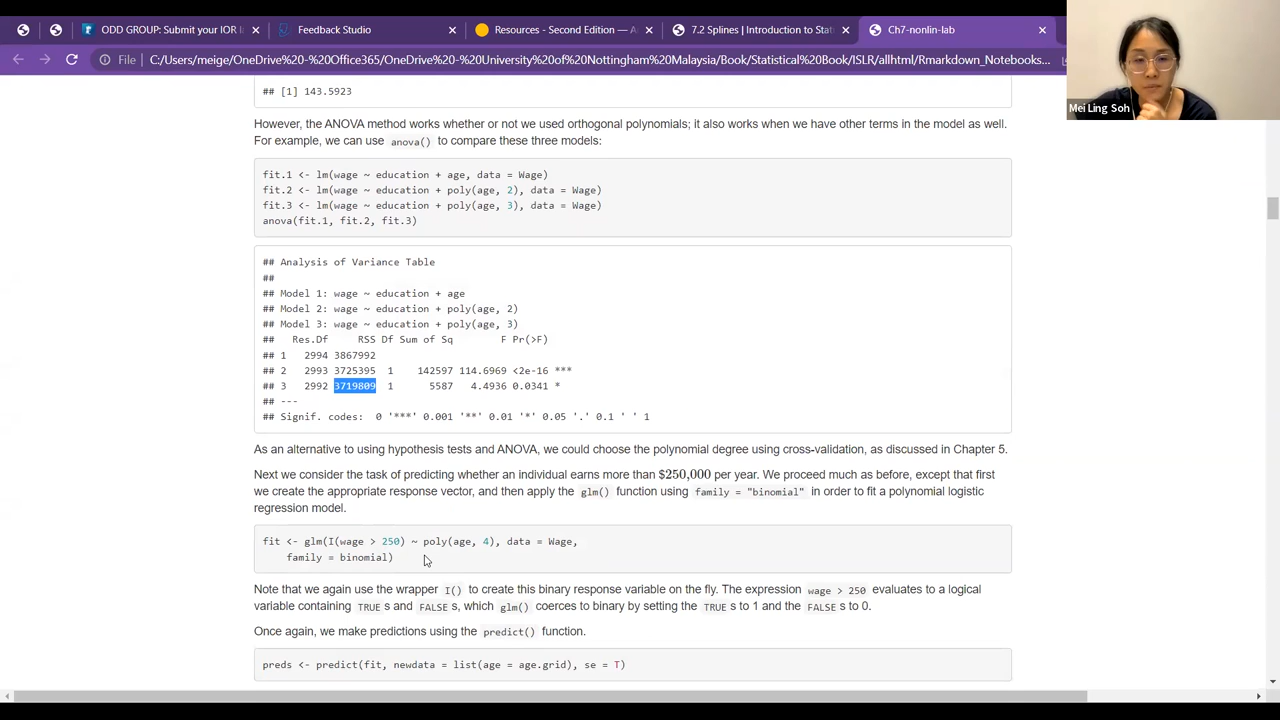 ODD GROUP: Submit your IOR I
Feedback Studio
Resources - Second Edition — A
7.2 Splines | Introduction to Stat
Ch7-nonlin-lab
File
C:/Users/meige/OneDrive%20-%20Office365/OneDrive%20-%20University%20of%20Nottingham%20Malaysia/Book/Statistical%20Book/ISLR/allhtml/Rmarkdown_Notebooks...
Mei Ling Soh
## [1] 143.5923
However, the ANOVA method works whether or not we used orthogonal polynomials; it also works when we have other terms in the model as well.
For example, we can use anova() to compare these three models:
fit.1 <- lm(wage ~ education + age, data = Wage)
fit.2 <- lm(wage ~ education + poly(age, 2), data = Wage)
fit.3 <- lm(wage ~ education + poly(age, 3), data = Wage)
anova(fit.1, fit.2, fit.3)
## Analysis of Variance Table
##
## Model 1: wage ~ education + age
## Model 2: wage ~ education + poly(age, 2)
## Model 3: wage ~ education + poly(age, 3)
## Res.Df RSS Df Sum of Sq F Pr(>F)
## 1 2994 3867992
## 2 2993 3725395 1 142597 114.6969 <2e-16 ***
## 3 2992 3719809 1 5587 4.4936 0.0341 *
## ---
## Signif. codes: 0 '***' 0.001 '**' 0.01 '*' 0.05 '.' 0.1 ' ' 1
As an alternative to using hypothesis tests and ANOVA, we could choose the polynomial degree using cross-validation, as discussed in Chapter 5.
Next we consider the task of predicting whether an individual earns more than $250,000 per year. We proceed much as before, except that first
we create the appropriate response vector, and then apply the glm() function using family = "binomial" in order to fit a polynomial logistic
regression model.
fit <- glm(I(wage > 250) ~ poly(age, 4), data = Wage,
family = binomial)
Note that we again use the wrapper I() to create this binary response variable on the fly. The expression wage > 250 evaluates to a logical
variable containing TRUE s and FALSE s, which glm() coerces to binary by setting the TRUE s to 1 and the FALSE s to 0.
Once again, we make predictions using the predict() function.
preds <- predict(fit, newdata = list(age = age.grid), se = T)